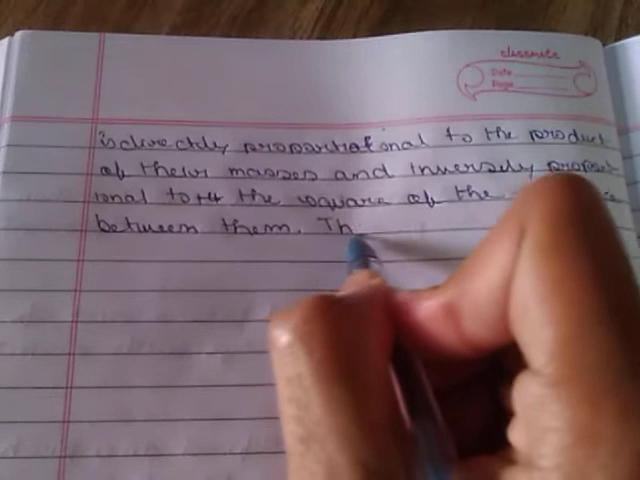 classmate
Date
Page
is directly proportional to the product
of their masses and inversely proport
ional to the square of the
between them. Th